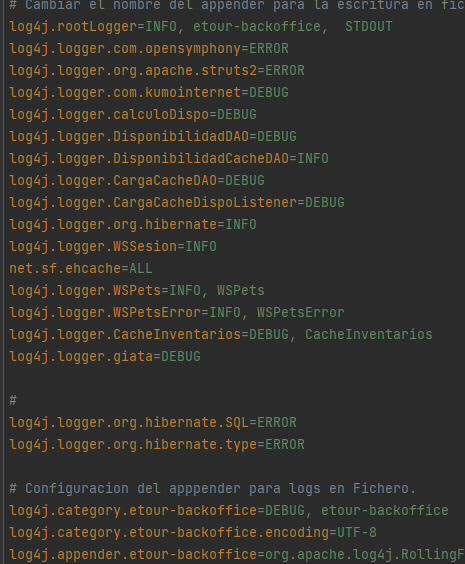 # Cambiar el nombre del appender para la escritura en fic
log4j.rootLogger=INFO, etour-backoffice,  STDOUT
log4j.logger.com.opensymphony=ERROR
log4j.logger.org.apache.struts2=ERROR
log4j.logger.com.kumointernet=DEBUG
log4j.logger.calculoDispo=DEBUG
log4j.logger.DisponibilidadDAO=DEBUG
log4j.logger.DisponibilidadCacheDAO=INFO
log4j.logger.CargaCacheDAO=DEBUG
log4j.logger.CargaCacheDispoListener=DEBUG
log4j.logger.org.hibernate=INFO
log4j.logger.WSSesion=INFO
net.sf.ehcache=ALL
log4j.logger.WSPets=INFO, WSPets
log4j.logger.WSPetsError=INFO, WSPetsError
log4j.logger.CacheInventarios=DEBUG, CacheInventarios
log4j.logger.giata=DEBUG
#
log4j.logger.org.hibernate.SQL=ERROR
log4j.logger.org.hibernate.type=ERROR
# Configuracion del apppender para logs en Fichero.
log4j.category.etour-backoffice=DEBUG, etour-backoffice
log4j.category.etour-backoffice.encoding=UTF-8
log4j.appender.etour-backoffice=org.apache.log4j.RollingF